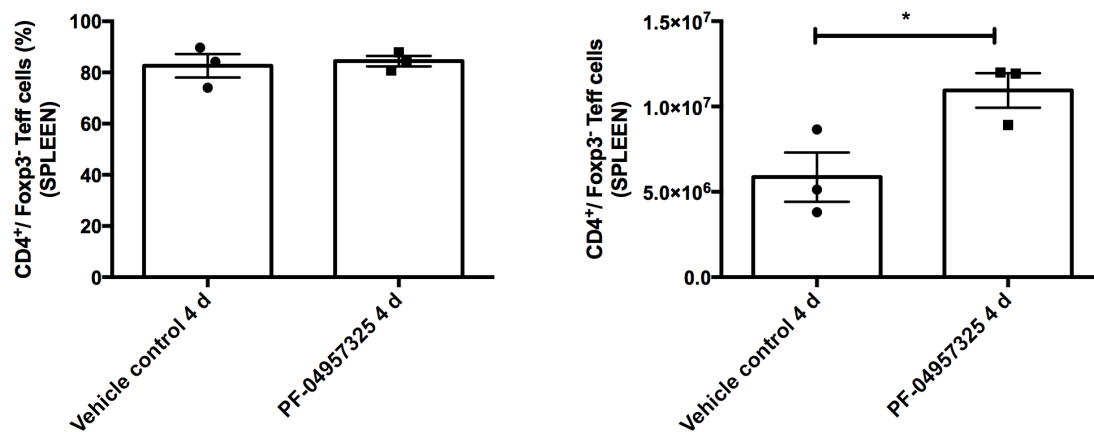 CD4⁺/ Foxp3⁻ Teff cells (%)
(SPLEEN)
100
80
60
40
20
0
Vehicle control 4 d
PF-04957325 4 d
CD4⁺/ Foxp3⁻ Teff cells
(SPLEEN)
1.5×10⁷
1.0×10⁷
5.0×10⁶
0.0
*
Vehicle control 4 d
PF-04957325 4 d